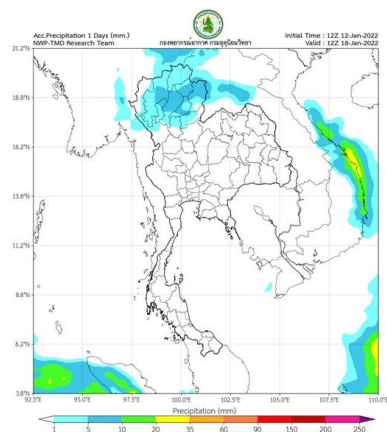 Acc.Precipitation 1 Days (mm.)
NWP-TMD Research Team
กองพยากรณ์อากาศ กรมอุตุนิยมวิทยา
Initial Time : 12Z 12-Jan-2022
Valid : 12Z 18-Jan-2022
21.2°N
18.8°N
16.2°N
13.8°N
11.2°N
8.8°N
6.2°N
3.8°N
92.5°E 95.0°E 97.5°E 100.0°E 102.5°E 105.0°E 107.5°E 110.0°E
Precipitation (mm)
1 5 10 20 35 60 90 150 200 250